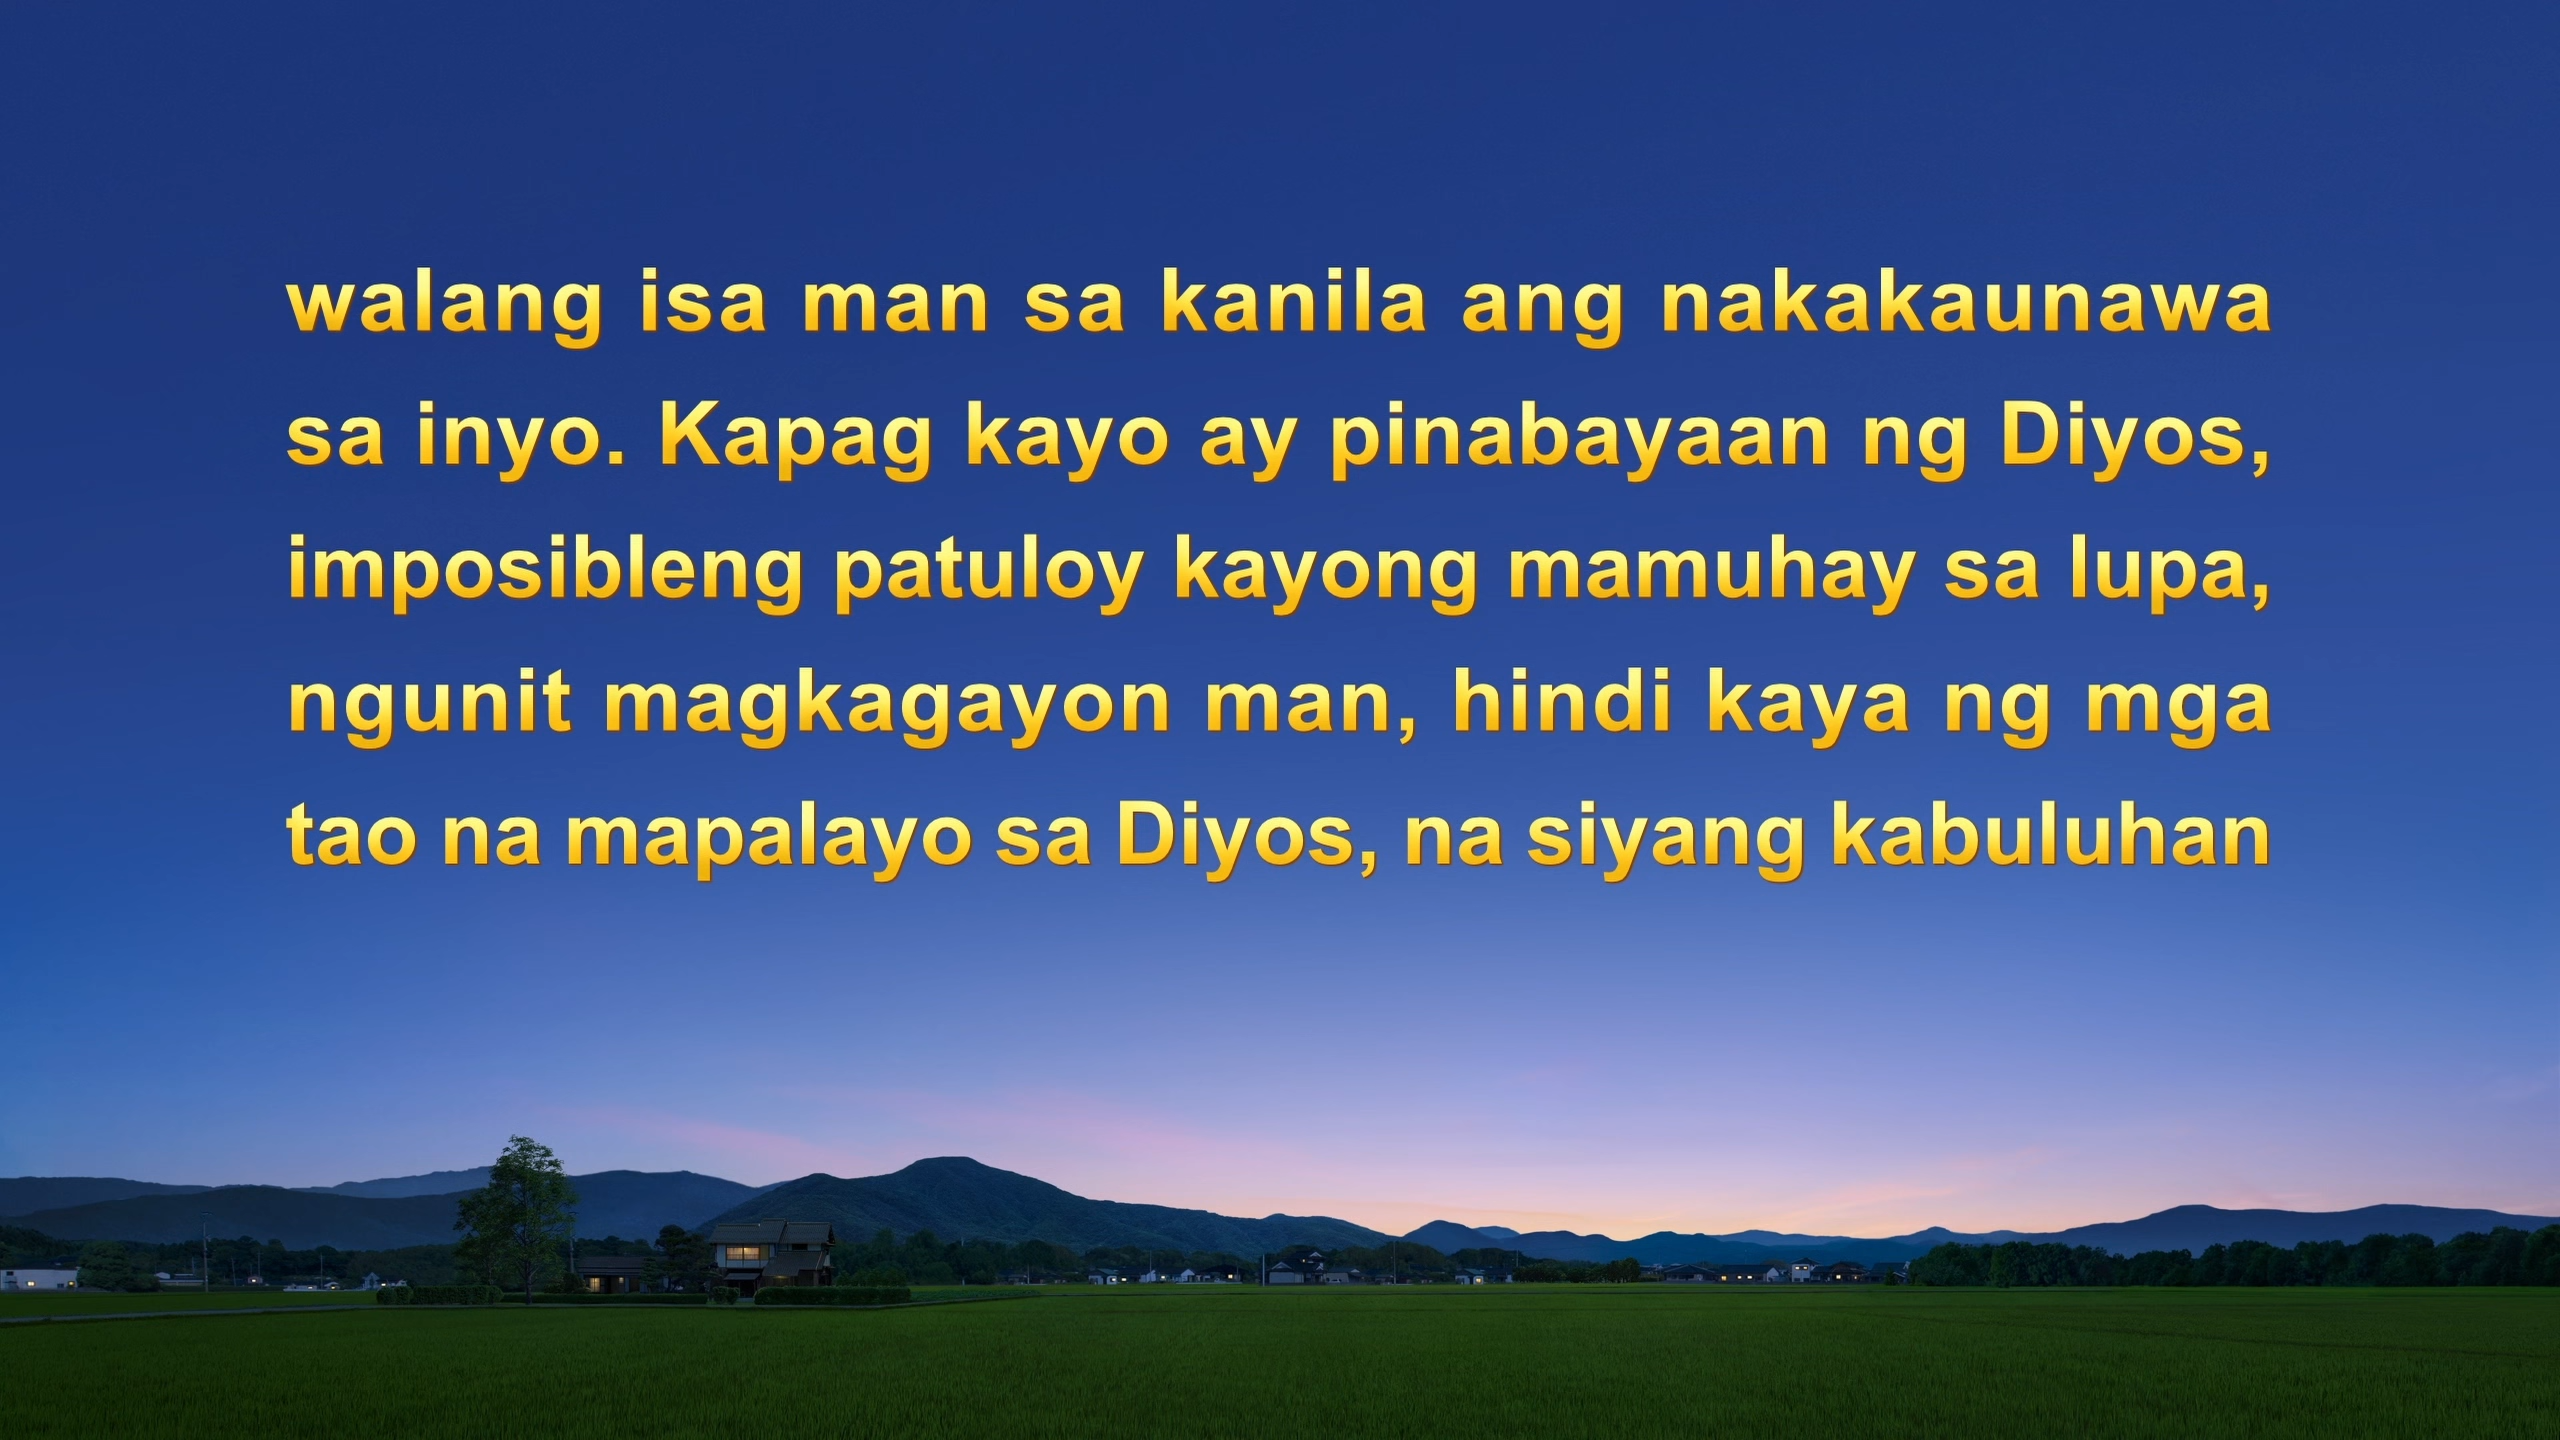 walang isa man sa kanila ang nakakaunawa
sa inyo. Kapag kayo ay pinabayaan ng Diyos,
imposibleng patuloy kayong mamuhay sa lupa,
ngunit magkagayon man, hindi kaya ng mga
tao na mapalayo sa Diyos, na siyang kabuluhan